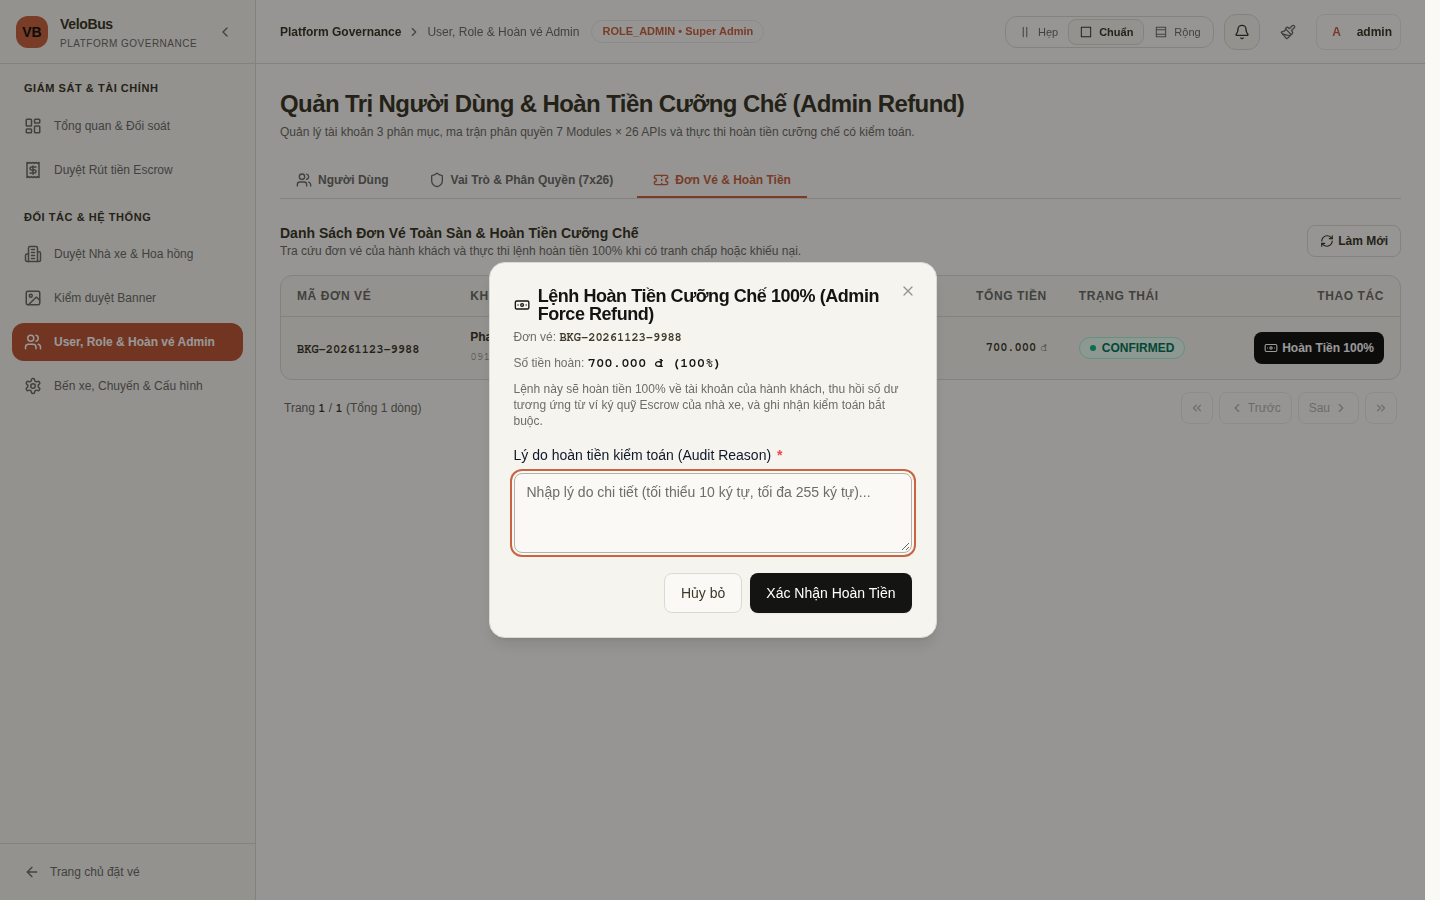 VB
VeloBus
PLATFORM GOVERNANCE
Platform Governance
User, Role & Hoàn vé Admin
ROLE_ADMIN • Super Admin
Hẹp
Chuẩn
Rộng
A
admin
GIÁM SÁT & TÀI CHÍNH
Tổng quan & Đối soát
Duyệt Rút tiền Escrow
ĐỐI TÁC & HỆ THỐNG
Duyệt Nhà xe & Hoa hồng
Kiểm duyệt Banner
User, Role & Hoàn vé Admin
Bến xe, Chuyến & Cấu hình
Trang chủ đặt vé
Quản Trị Người Dùng & Hoàn Tiền Cưỡng Chế (Admin Refund)
Quản lý tài khoản 3 phân mục, ma trận phân quyền 7 Modules × 26 APIs và thực thi hoàn tiền cưỡng chế có kiểm toán.
Người Dùng
Vai Trò & Phân Quyền (7x26)
Đơn Vé & Hoàn Tiền
Danh Sách Đơn Vé Toàn Sàn & Hoàn Tiền Cưỡng Chế
Tra cứu đơn vé của hành khách và thực thi lệnh hoàn tiền 100% khi có tranh chấp hoặc khiếu nại.
Làm Mới
MÃ ĐƠN VÉ
KH
TỔNG TIỀN
TRẠNG THÁI
THAO TÁC
BKG-20261123-9988
Pha
091
700.000 đ
CONFIRMED
Hoàn Tiền 100%
Trang 1 / 1 (Tổng 1 dòng)
Trước
Sau
Lệnh Hoàn Tiền Cưỡng Chế 100% (Admin
Force Refund)
Đơn vé: BKG-20261123-9988
Số tiền hoàn: 700.000 đ (100%)
Lệnh này sẽ hoàn tiền 100% về tài khoản của hành khách, thu hồi số dư
tương ứng từ ví ký quỹ Escrow của nhà xe, và ghi nhận kiểm toán bắt
buộc.
Lý do hoàn tiền kiểm toán (Audit Reason) *
Nhập lý do chi tiết (tối thiểu 10 ký tự, tối đa 255 ký tự)...
Hủy bỏ
Xác Nhận Hoàn Tiền